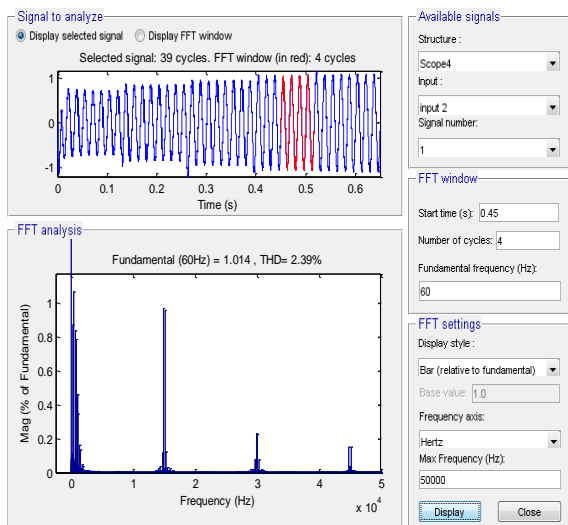 Signal to analyze
Display selected signal
Display FFT window
Selected signal: 39 cycles. FFT window (in red): 4 cycles
1
0
-1
0 0.1 0.2 0.3 0.4 0.5 0.6
Time (s)
FFT analysis
Fundamental (60Hz) = 1.014 , THD= 2.39%
Mag (% of Fundamental)
1
0.8
0.6
0.4
0.2
0
0 1 2 3 4 5
Frequency (Hz)
x 10^4
Available signals
Structure :
Scope4
Input :
input 2
Signal number:
1
FFT window
Start time (s): 0.45
Number of cycles: 4
Fundamental frequency (Hz):
60
FFT settings
Display style :
Bar (relative to fundamental)
Base value: 1.0
Frequency axis:
Hertz
Max Frequency (Hz):
50000
Display
Close